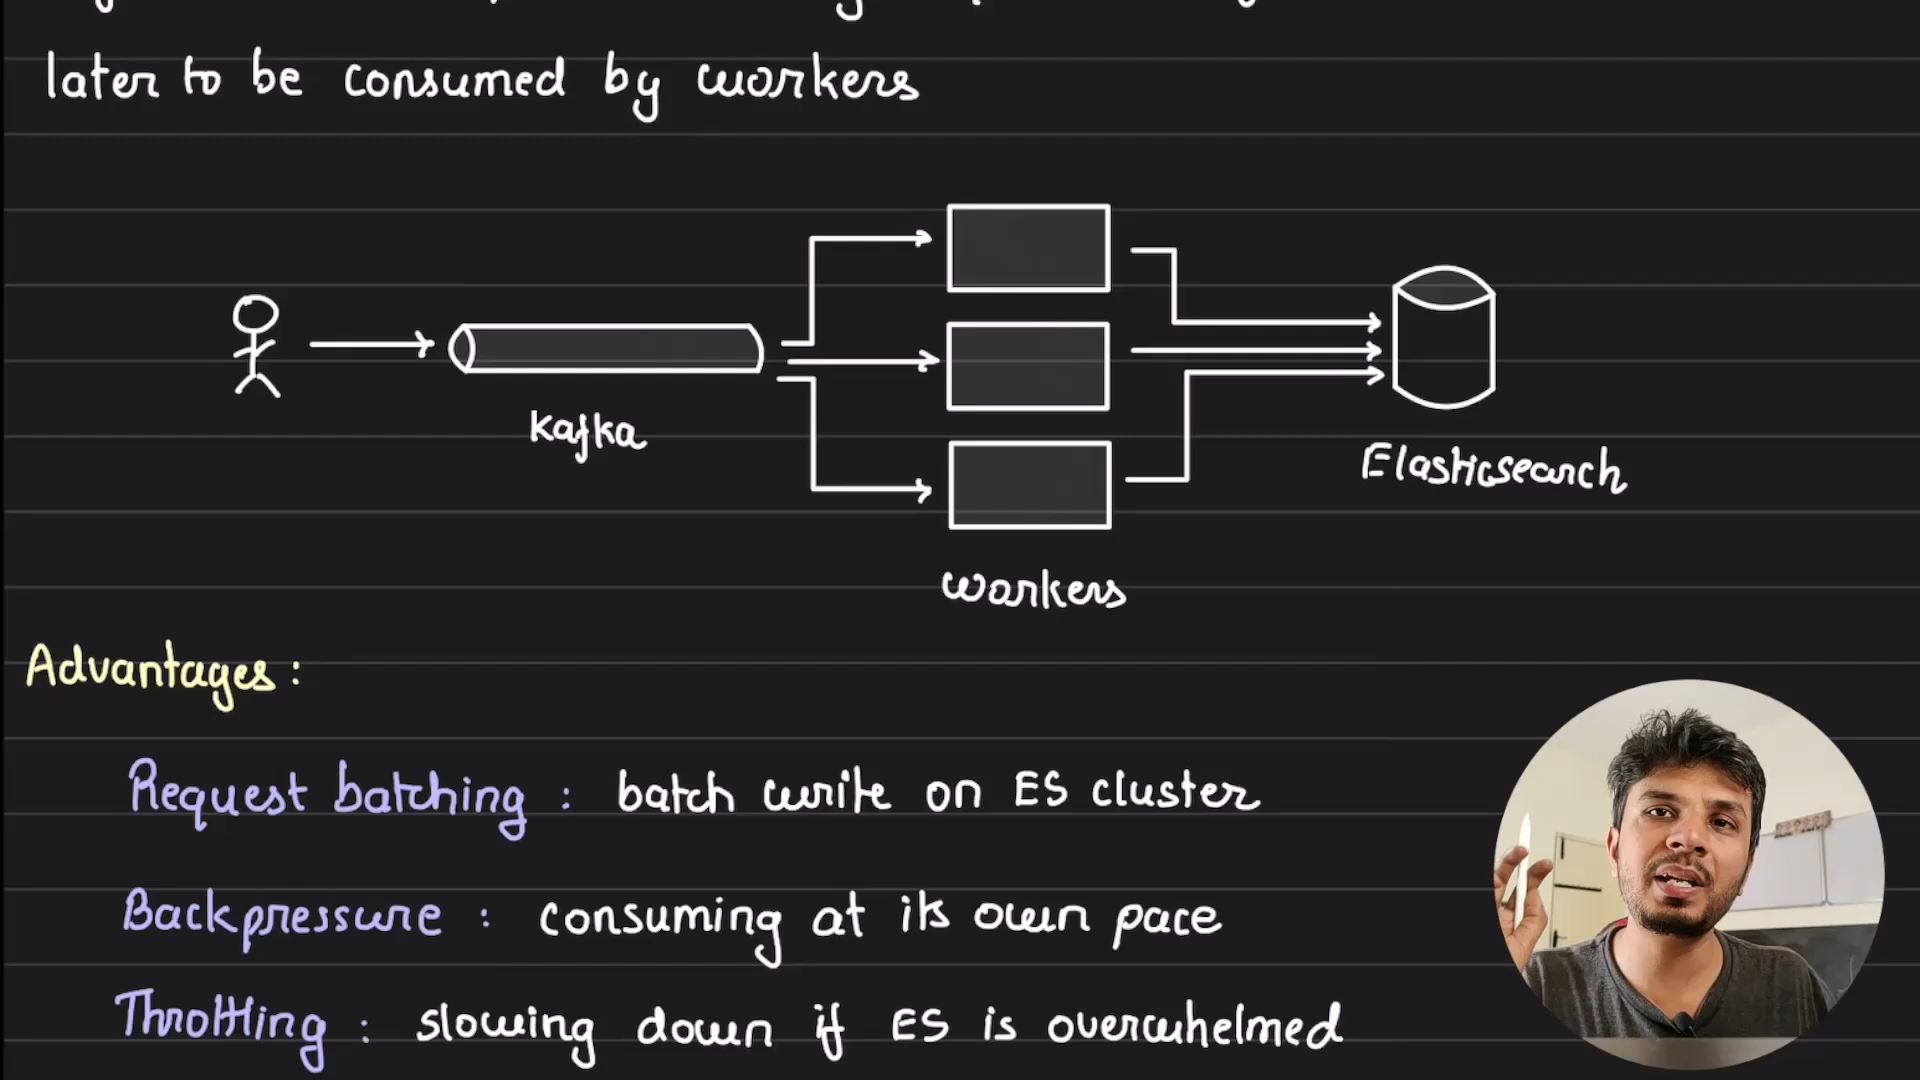 later to be consumed by workers
Kafka
Elasticsearch
workers
Advantages :
Request batching : batch write on ES cluster
Backpressure : consuming at its own pace
Throttling : slowing down if ES is overwhelmed